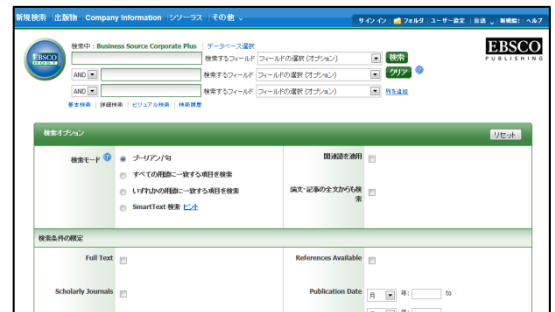 新規検索 出版物 Company Information シソーラス その他
サインイン フォルダ ユーザー設定 言語 新機能! ヘルプ
検索中: Business Source Corporate Plus データベース選択
EBSCO HOST
検索するフィールド フィールドの選択 (オプション) 検索
EBSCO
PUBLISHING
AND 検索するフィールド フィールドの選択 (オプション) クリア
AND 検索するフィールド フィールドの選択 (オプション) 列を追加
基本検索 詳細検索 ビジュアル検索 検索履歴
検索オプション リセット
検索モード ブーリアン/句 関連語を適用
すべての用語に一致する項目を検索
いずれかの用語に一致する項目を検索 論文・記事の全文からも検索
SmartText 検索 ヒント
検索条件の限定
Full Text References Available
Scholarly Journals Publication Date 月 年: to
年: